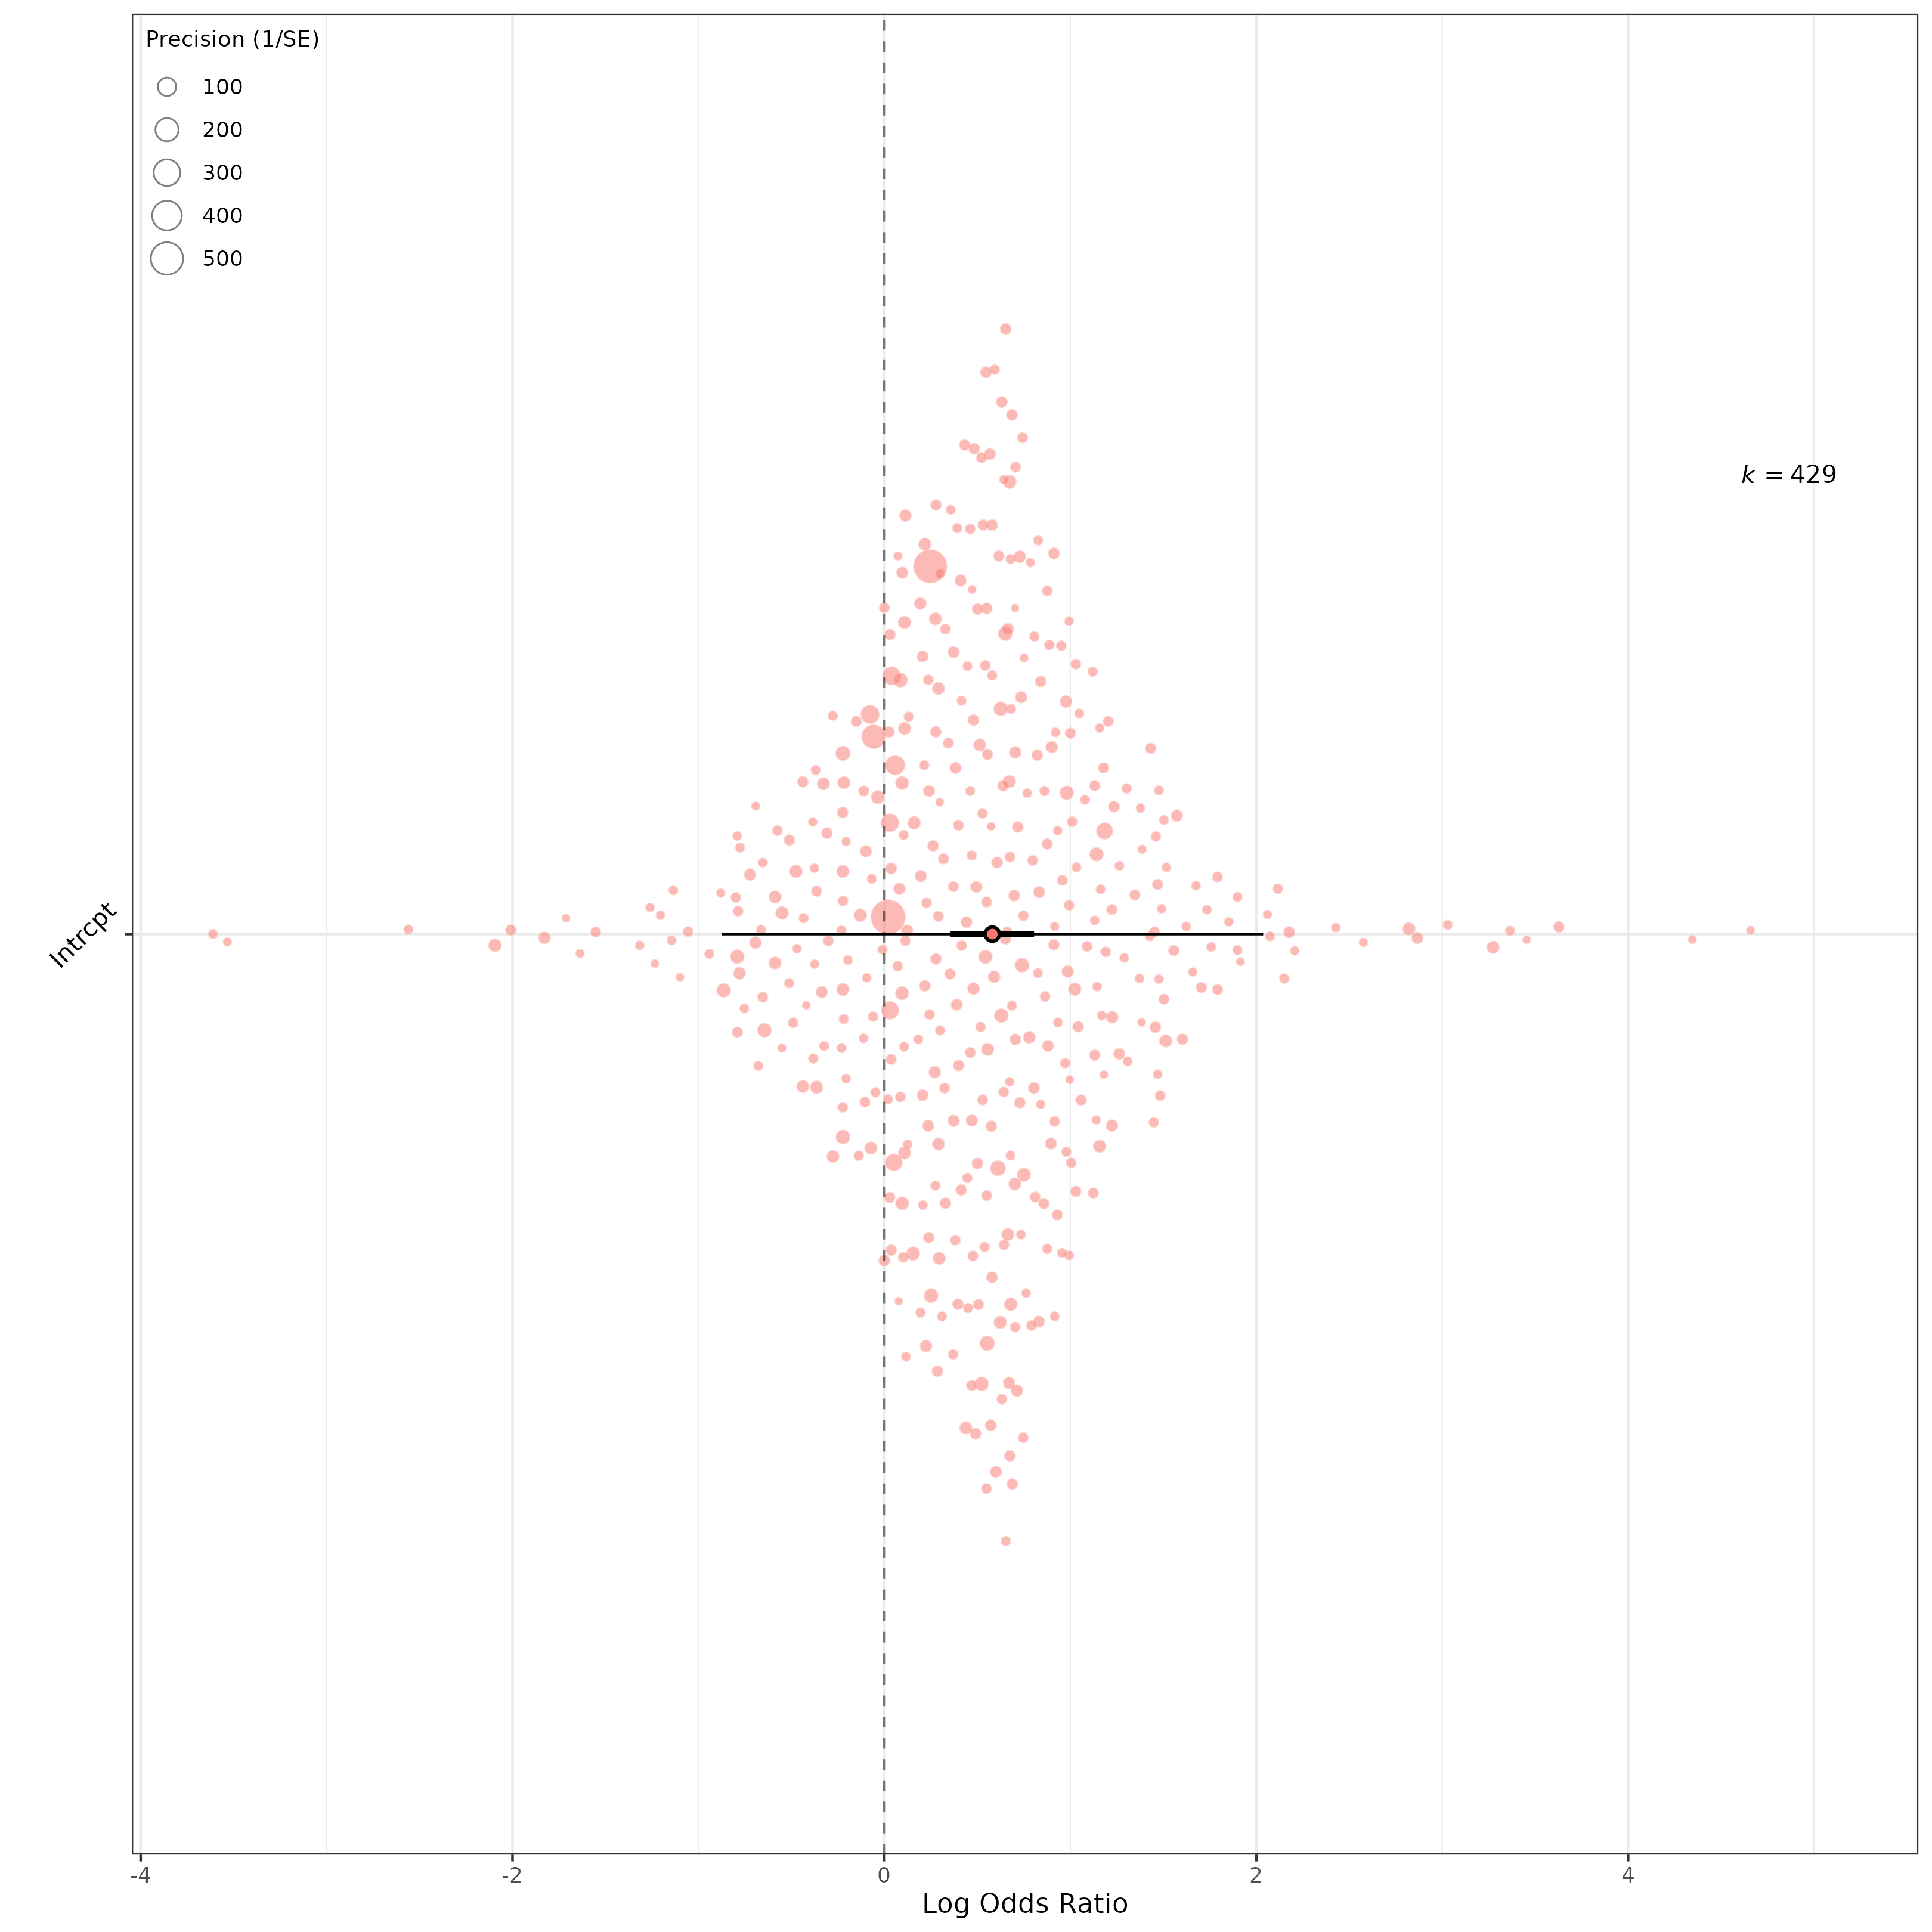 Precision (1/SE)
100
200
300
400
500
k = 429
Intrcpt
-4 -2 0 2 4
Log Odds Ratio